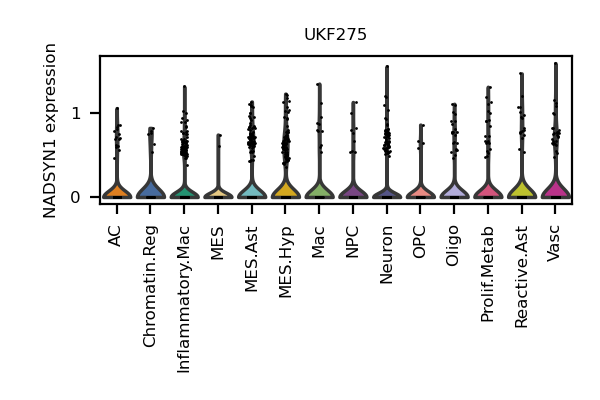 UKF275
NADSYN1 expression
1
0
AC
Chromatin.Reg
Inflammatory.Mac
MES
MES.Ast
MES.Hyp
Mac
NPC
Neuron
OPC
Oligo
Prolif.Metab
Reactive.Ast
Vasc